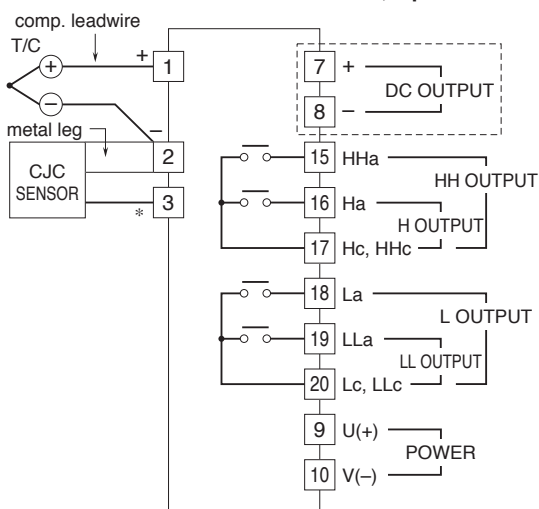 comp. leadwire
T/C
+
+
1
−
−
metal leg
2
CJC
SENSOR
3
*
7
+
DC OUTPUT
8
−
15
HHa
HH OUTPUT
16
Ha
H OUTPUT
17
Hc, HHc
18
La
L OUTPUT
19
LLa
LL OUTPUT
20
Lc, LLc
9
U(+)
POWER
10
V(–)